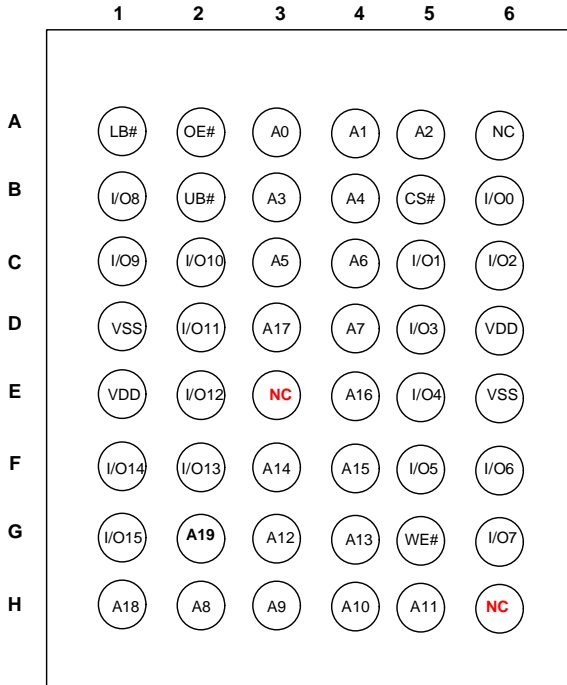 1 2 3 4 5 6
A LB# OE# A0 A1 A2 NC
B I/O8 UB# A3 A4 CS# I/O0
C I/O9 I/O10 A5 A6 I/O1 I/O2
D VSS I/O11 A17 A7 I/O3 VDD
E VDD I/O12 NC A16 I/O4 VSS
F I/O14 I/O13 A14 A15 I/O5 I/O6
G I/O15 A19 A12 A13 WE# I/O7
H A18 A8 A9 A10 A11 NC